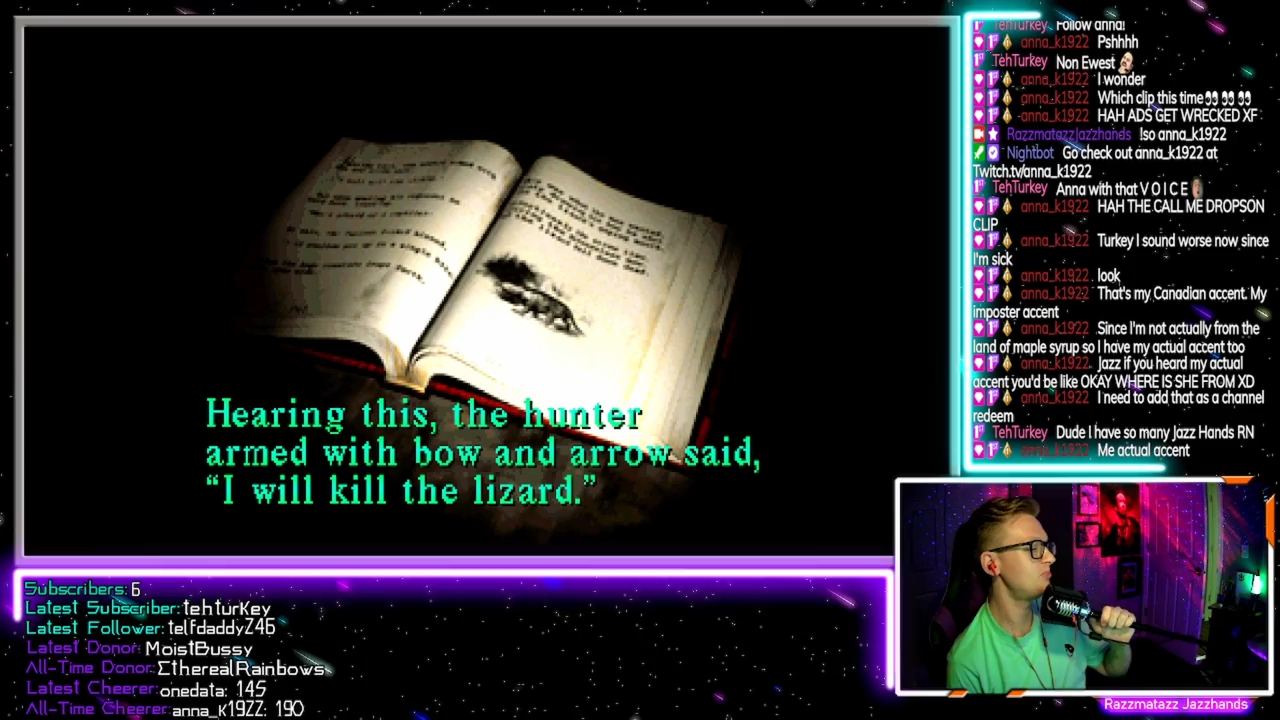 Hearing this, the hunter
armed with bow and arrow said,
“I will kill the lizard.”
TehTurkey Follow anna!
anna_k1922 Pshhhh
TehTurkey Non Ewest
anna_k1922 I wonder
anna_k1922 Which clip this time
anna_k1922 HAH ADS GET WRECKED XF
RazzmatazzJazzhands !so anna_k1922
Nightbot Go check out anna_k1922 at
Twitch.tv/anna_k1922
TehTurkey Anna with that V O I C E
anna_k1922 HAH THE CALL ME DROPSON
CLIP
anna_k1922 Turkey I sound worse now since
I'm sick
anna_k1922 look
anna_k1922 That's my Canadian accent. My
imposter accent
anna_k1922 Since I'm not actually from the
land of maple syrup so I have my actual accent too
anna_k1922 Jazz if you heard my actual
accent you'd be like OKAY WHERE IS SHE FROM XD
anna_k1922 I need to add that as a channel
redeem
TehTurkey Dude I have so many Jazz Hands RN
anna_k1922 Me actual accent
Subscribers: 6
Latest Subscriber: tehturkey
Latest Follower: telfdaddy246
Latest Donor: MoistBussy
All-Time Donor: EtherealRainbows
Latest Cheerer: onedata: 145
All-Time Cheerer: anna_k1922: 190
Razzmatazz Jazzhands